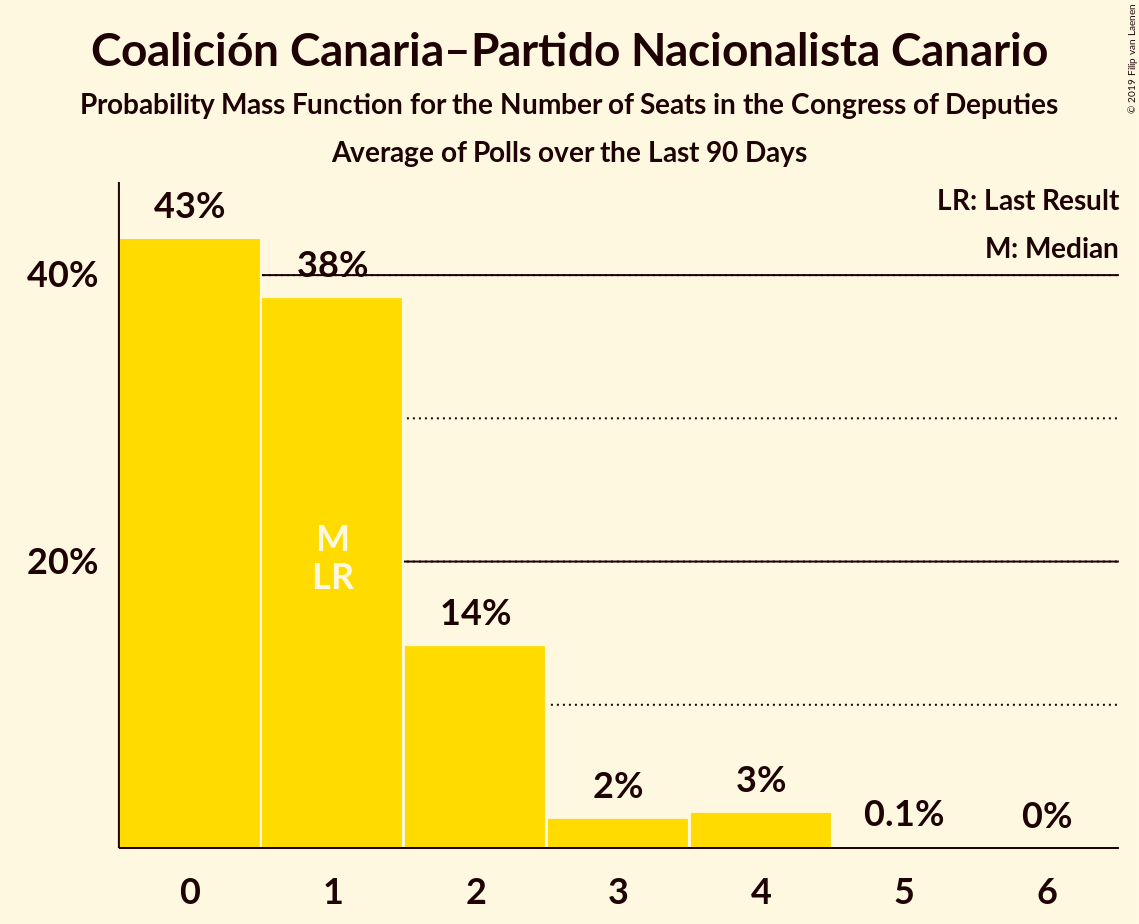 Coalición Canaria–Partido Nacionalista Canario
Probability Mass Function for the Number of Seats in the Congress of Deputies
Average of Polls over the Last 90 Days
© 2019 Filip van Laenen
LR: Last Result
M: Median
43%
38%
40%
M
LR
20%
14%
2%
3%
0.1%
0%
0 1 2 3 4 5 6